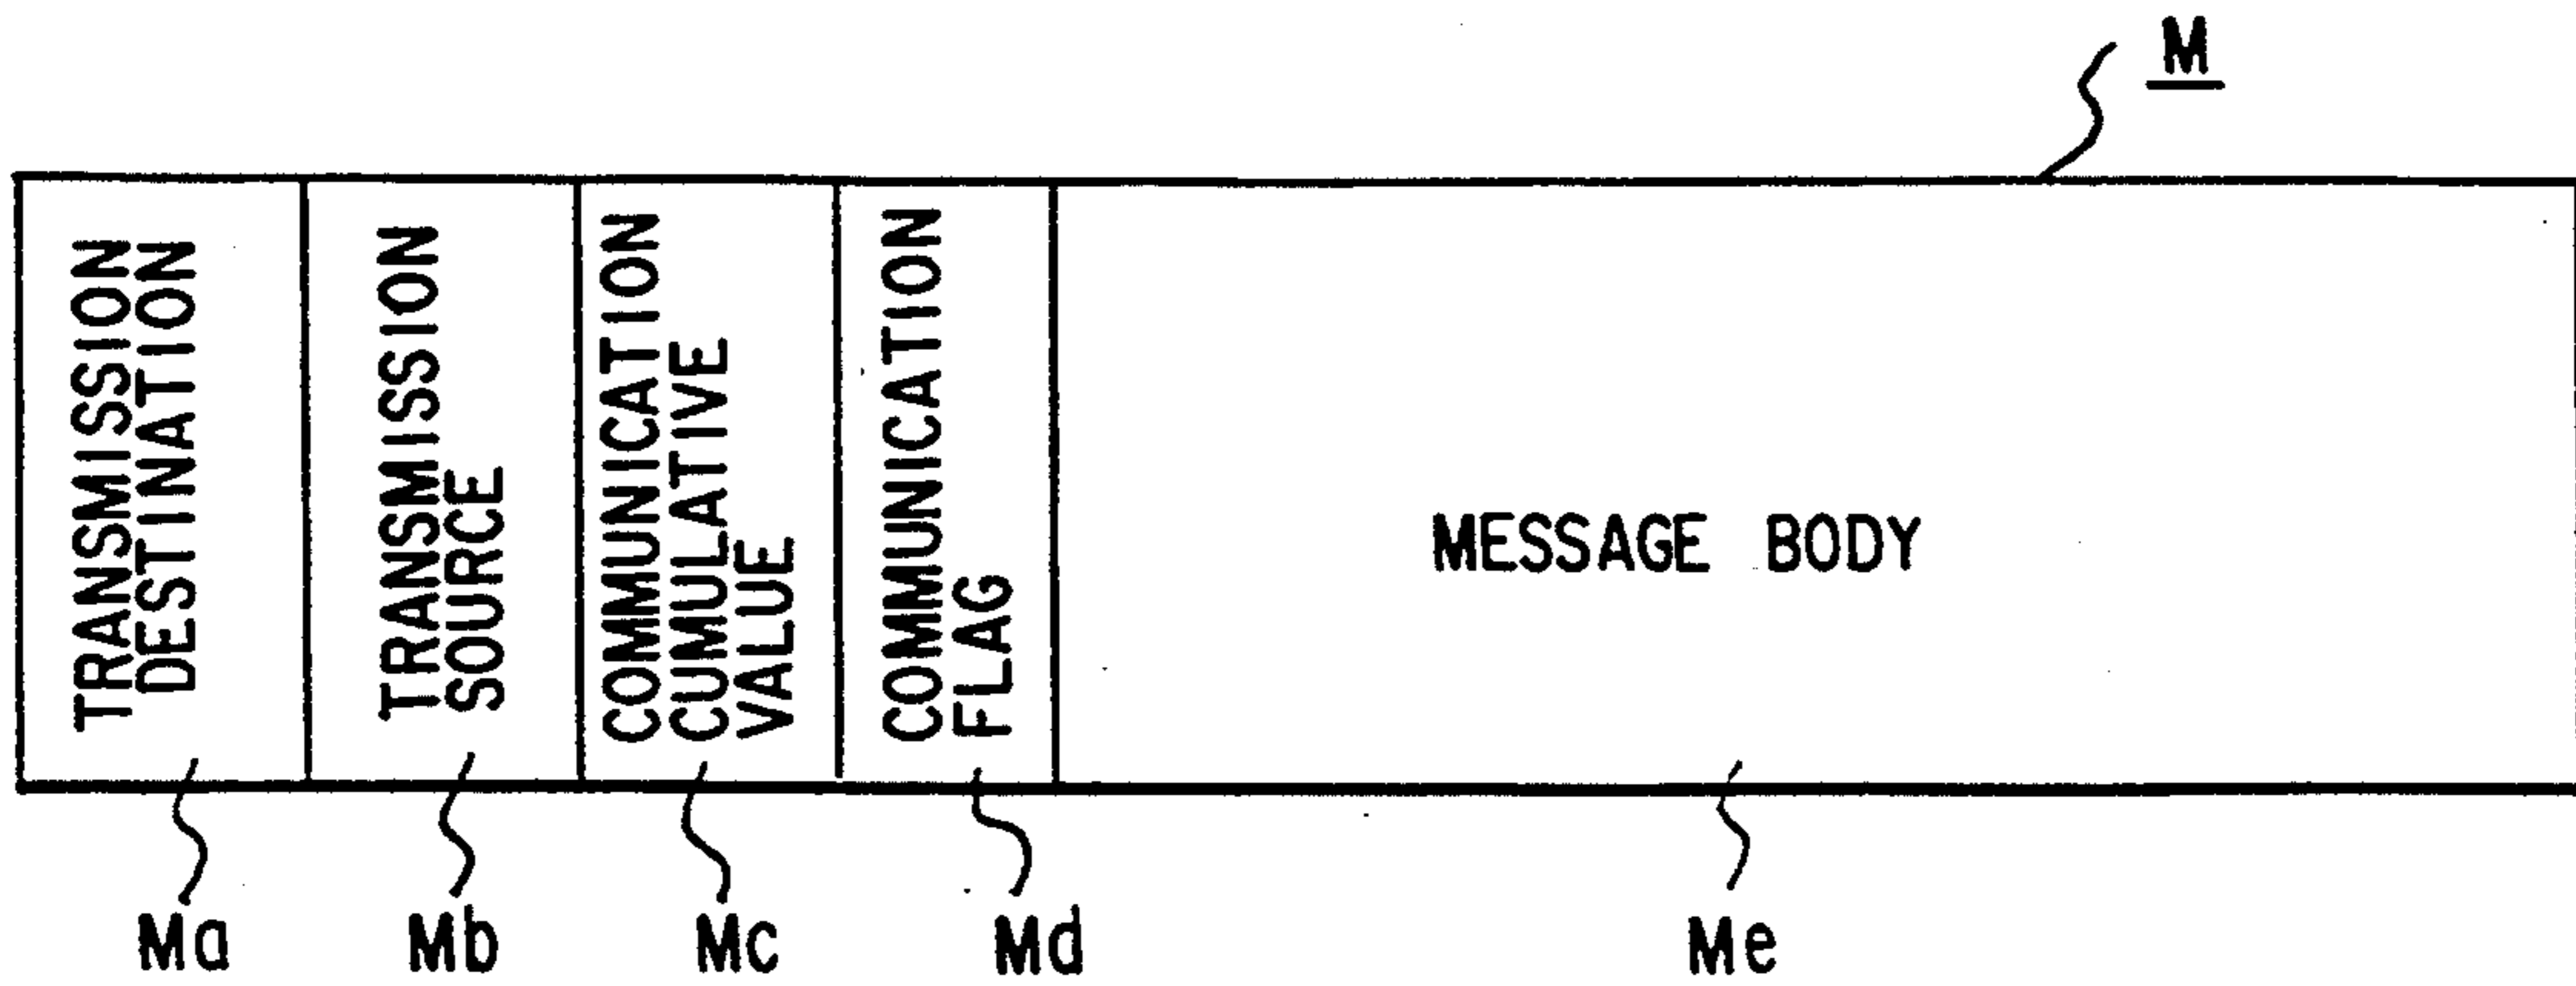 M
TRANSMISSION
DESTINATION
TRANSMISSION
SOURCE
COMMUNICATION
CUMULATIVE
VALUE
COMMUNICATION
FLAG
MESSAGE BODY
Ma
Mb
Mc
Md
Me